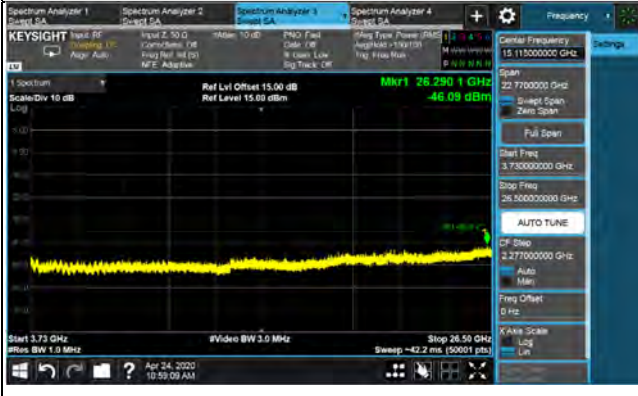 Spectrum Analyzer 1
Swept SA
Spectrum Analyzer 2
Swept SA
Spectrum Analyzer 3
Swept SA
Spectrum Analyzer 4
Swept SA
Frequency
KEYSIGHT
Input: RF
Coupling: DC
Align: Auto
Input Z: 50 Ω
Corrections: Off
Freq Ref: Int (S)
NFE: Adaptive
#Atten: 10 dB
PNO: Fast
Gate: Off
IF Gain: Low
Sig Track: Off
#Avg Type: Power (RMS
Avg|Hold: >100/100
Trig: Free Run
1 2 3 4 5 6
P N N N N N
1 Spectrum
Scale/Div 10 dB
Log
Ref Lvl Offset 15.00 dB
Ref Level 15.00 dBm
Mkr1 26.290 1 GHz
-46.09 dBm
Start 3.73 GHz
#Res BW 1.0 MHz
#Video BW 3.0 MHz
Stop 26.50 GHz
Sweep ~42.2 ms (50001 pts)
Apr 24, 2020
10:59:09 AM
Center Frequency
15.115000000 GHz
Settings
Span
22.7700000 GHz
Swept Span
Zero Span
Full Span
Start Freq
3.730000000 GHz
Stop Freq
26.500000000 GHz
AUTO TUNE
CF Step
2.277000000 GHz
Auto
Man
Freq Offset
0 Hz
X Axis Scale
Log
Lin